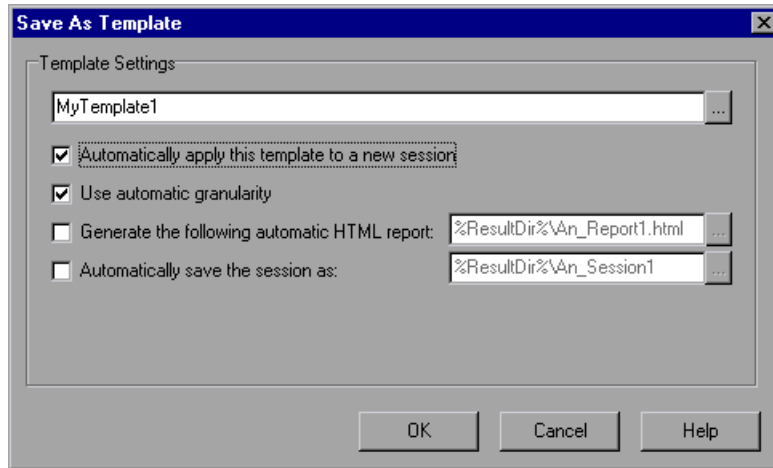 Save As Template
Template Settings
MyTemplate1 ...
Automatically apply this template to a new session
Use automatic granularity
Generate the following automatic HTML report: %ResultDir%\An_Report1.html ...
Automatically save the session as: %ResultDir%\An_Session1 ...
OK Cancel Help